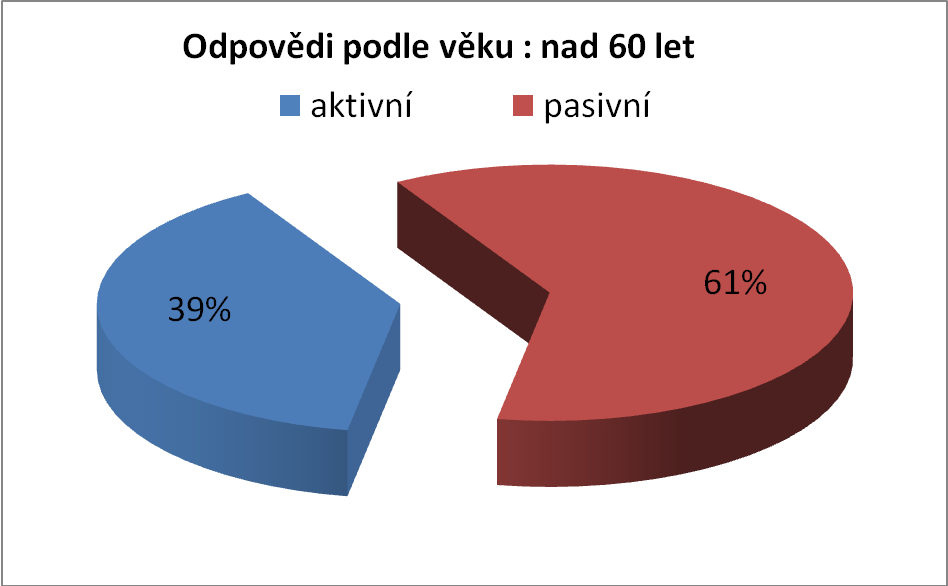 Odpovědi podle věku : nad 60 let
aktivní pasivní
39%
61%